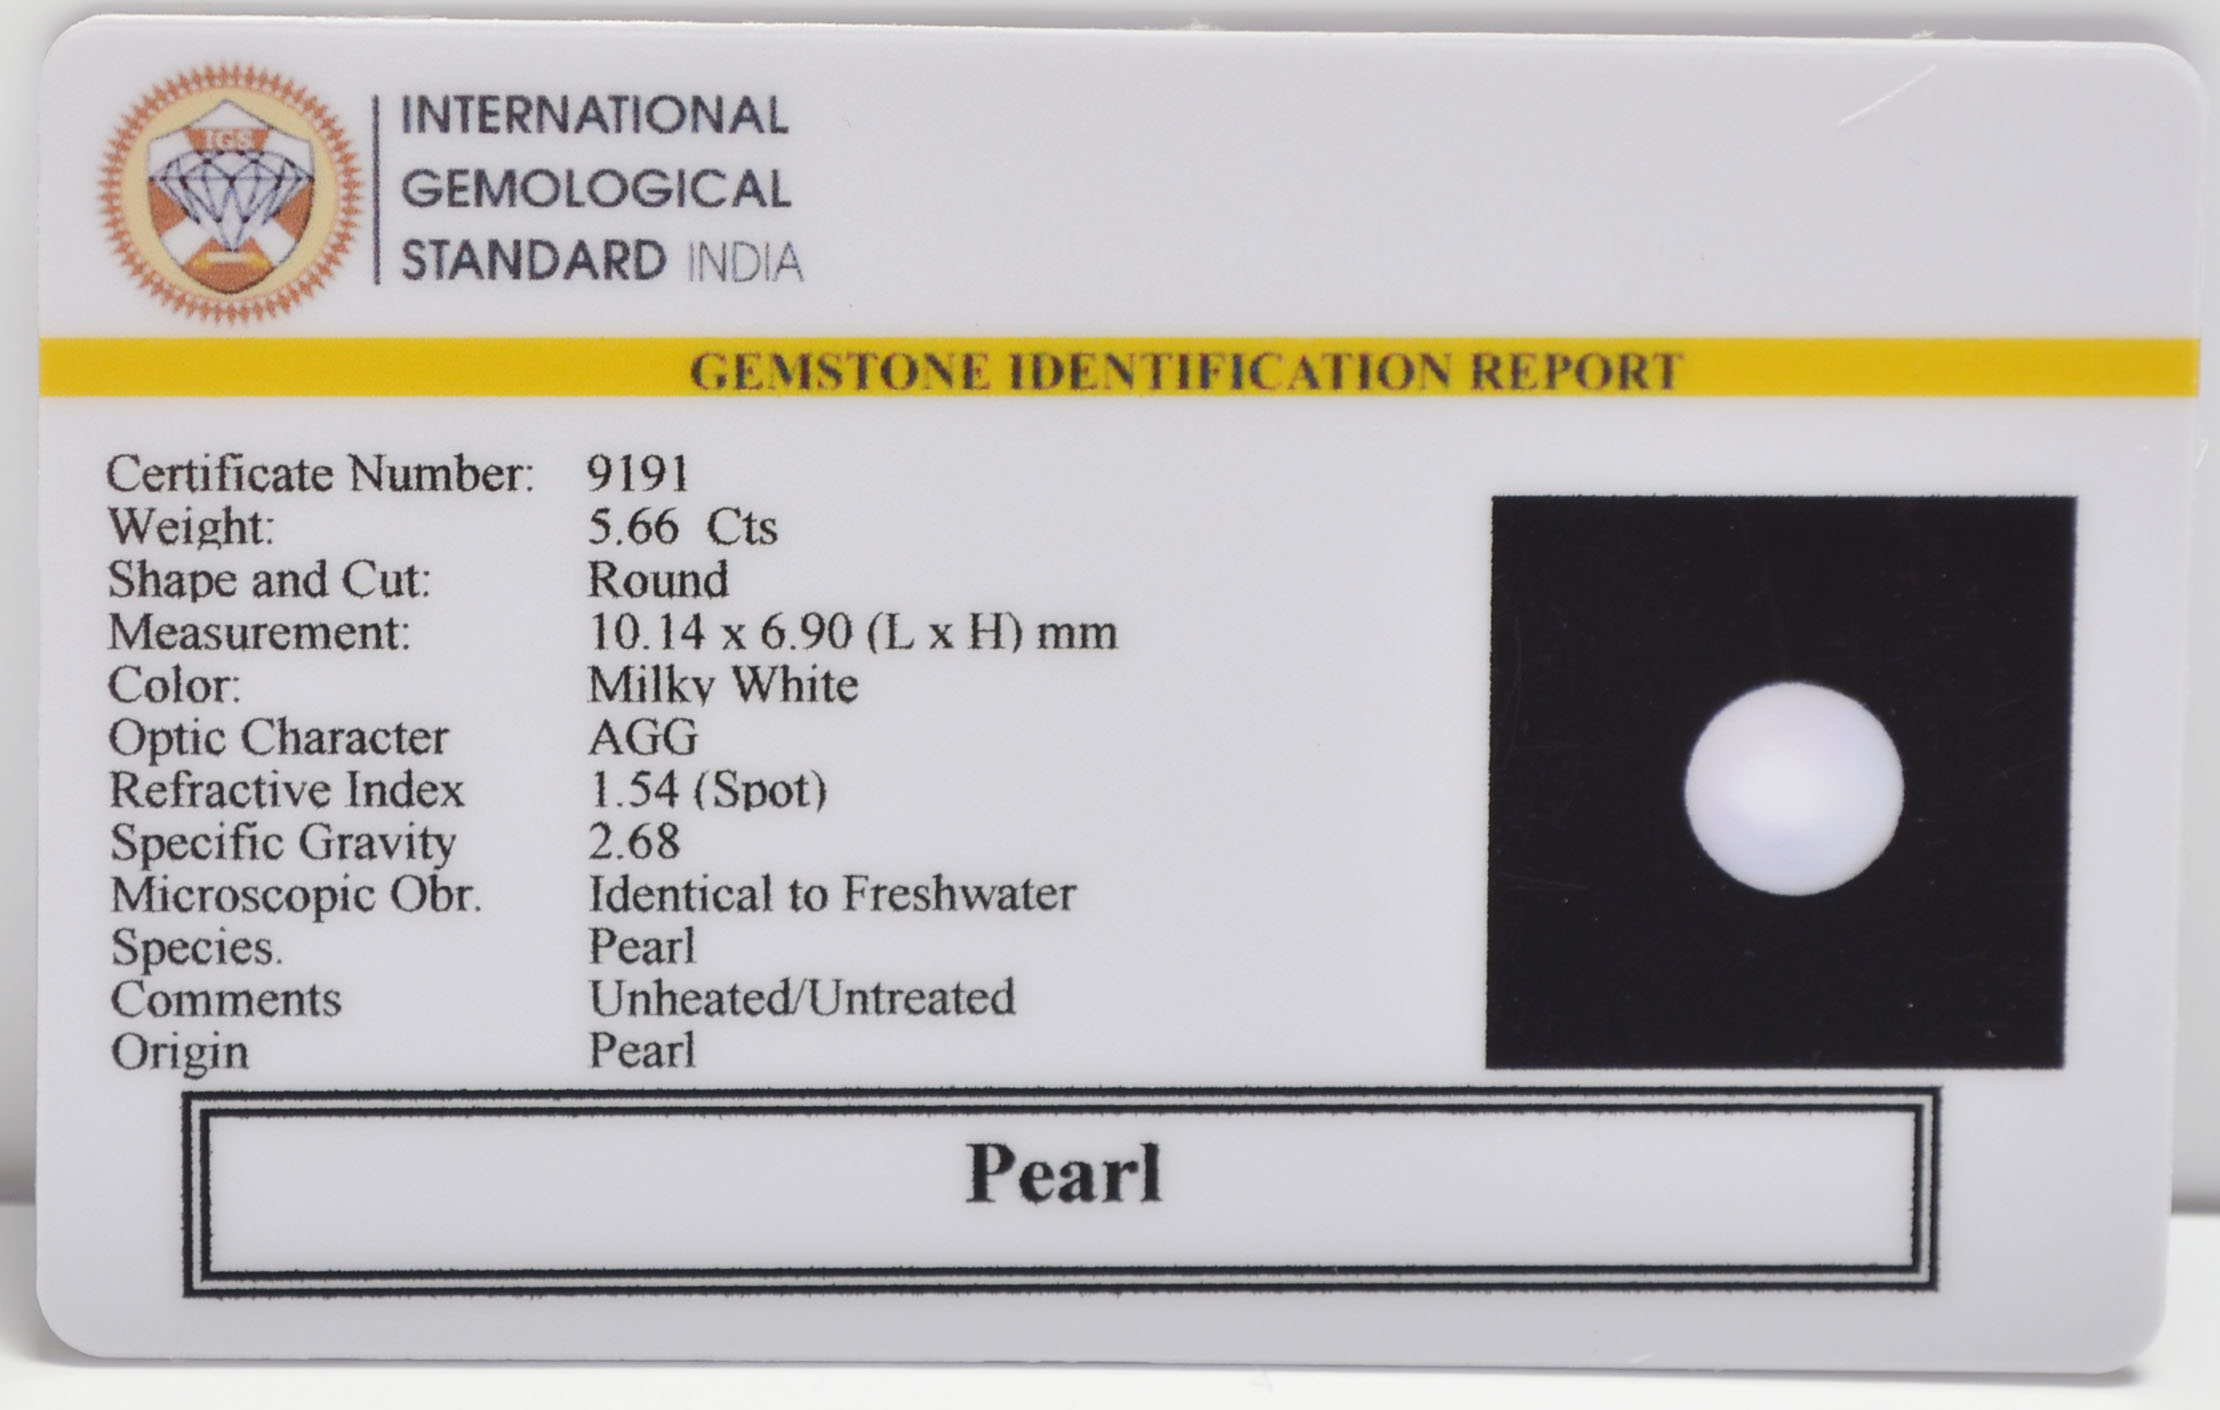 IGS
INTERNATIONAL
GEMOLOGICAL
STANDARD INDIA
GEMSTONE IDENTIFICATION REPORT
Certificate Number: 9191
Weight: 5.66 Cts
Shape and Cut: Round
Measurement: 10.14 x 6.90 (L x H) mm
Color: Milky White
Optic Character AGG
Refractive Index 1.54 (Spot)
Specific Gravity 2.68
Microscopic Obr. Identical to Freshwater
Species. Pearl
Comments Unheated/Untreated
Origin Pearl
Pearl